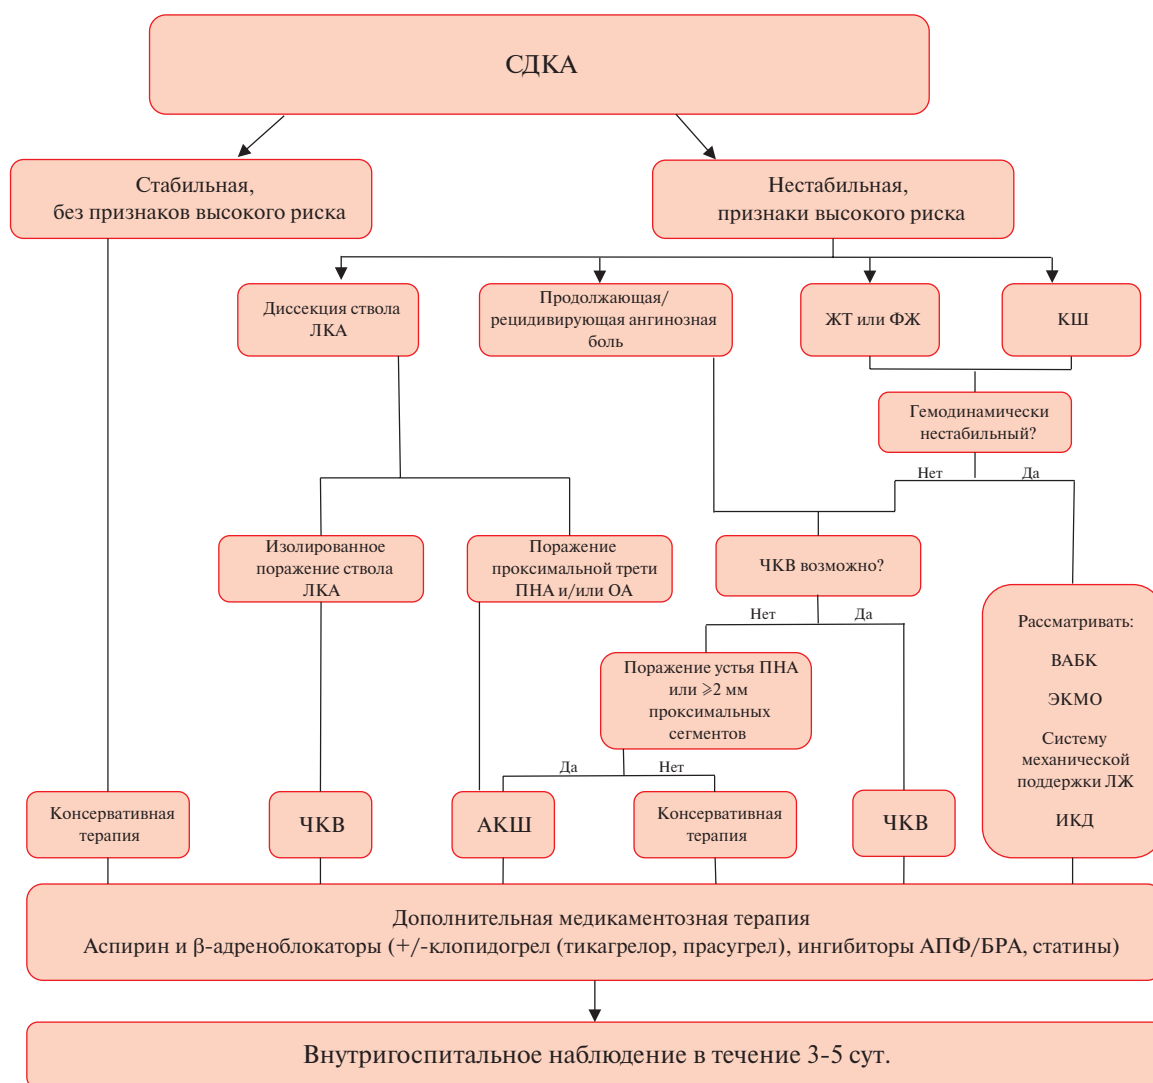 СДКА
Стабильная,
без признаков высокого риска
Нестабильная,
признаки высокого риска
Диссекция ствола
ЛКА
Продолжающая/
рецидивирующая ангинозная
боль
ЖТ или ФЖ
КШ
Гемодинамически
нестабильный?
Нет
Да
Изолированное
поражение ствола
ЛКА
Поражение
проксимальной трети
ПНА и/или ОА
ЧКВ возможно?
Нет
Да
Поражение устья ПНА
или ⩾2 мм
проксимальных
сегментов
Да
Нет
Рассматривать:
ВАБК
ЭКМО
Систему
механической
поддержки ЛЖ
ИКД
Консервативная
терапия
ЧКВ
АКШ
Консервативная
терапия
ЧКВ
Дополнительная медикаментозная терапия
Аспирин и β-адреноблокаторы (+/-клопидогрел (тикагрелор, прасугрел), ингибиторы АПФ/БРА, статины)
Внутригоспитальное наблюдение в течение 3-5 сут.